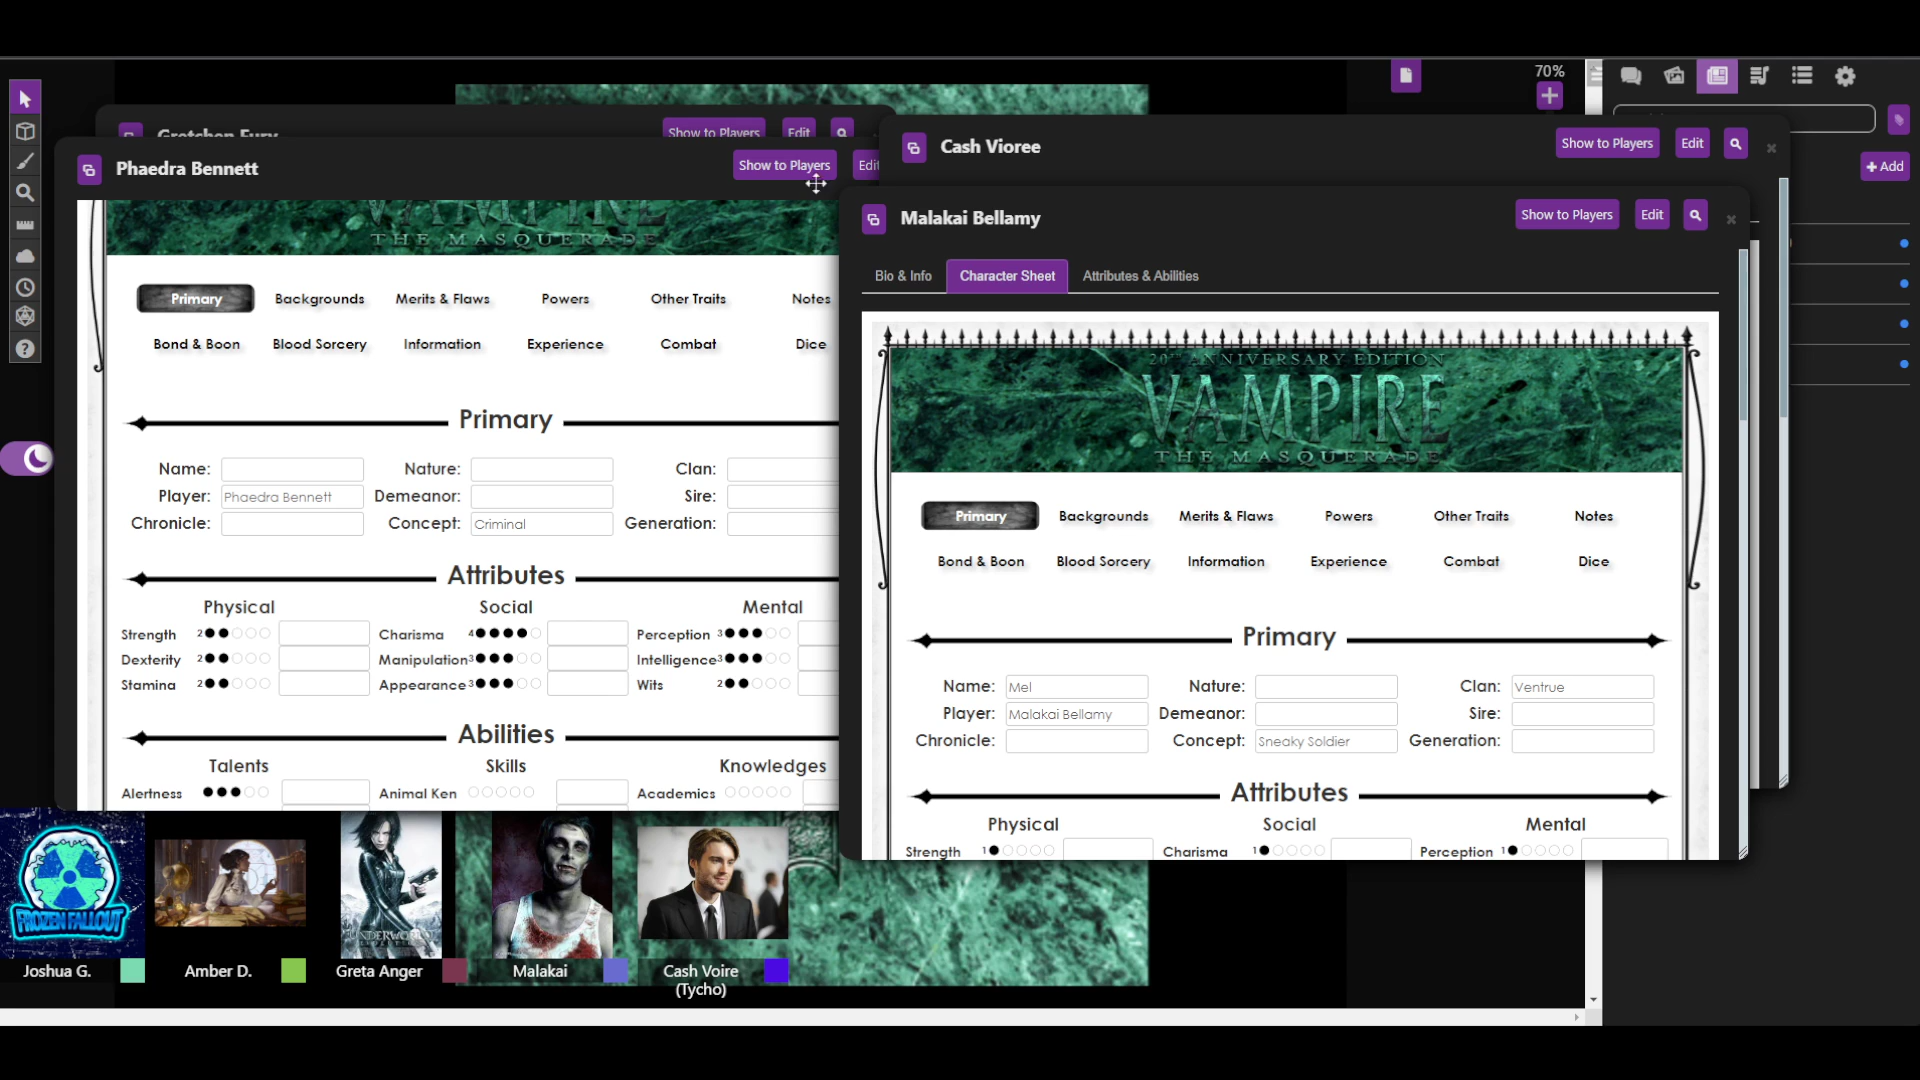 70%
Gretchen Fury
Show to Players
Edit
Cash Vioree
Show to Players
Edit
+ Add
Phaedra Bennett
Show to Players
Edit
VAMPIRE
THE MASQUERADE
Primary Backgrounds Merits & Flaws Powers Other Traits Notes
Bond & Boon Blood Sorcery Information Experience Combat Dice
Primary
Name: Nature: Clan:
Player: Phaedra Bennett Demeanor: Sire:
Chronicle: Concept: Criminal Generation:
Attributes
Physical Social Mental
Strength 2 Charisma 4 Perception 3
Dexterity 2 Manipulation 3 Intelligence 3
Stamina 2 Appearance 3 Wits 2
Abilities
Talents Skills Knowledges
Alertness Animal Ken Academics
Malakai Bellamy
Show to Players
Edit
Bio & Info Character Sheet Attributes & Abilities
20TH ANNIVERSARY EDITION
VAMPIRE
THE MASQUERADE
Primary Backgrounds Merits & Flaws Powers Other Traits Notes
Bond & Boon Blood Sorcery Information Experience Combat Dice
Primary
Name: Mel Nature: Clan: Ventrue
Player: Malakai Bellamy Demeanor: Sire:
Chronicle: Concept: Sneaky Soldier Generation:
Attributes
Physical Social Mental
Strength 1 Charisma 1 Perception 1
FROZEN FALLOUT
Joshua G.
Amber D.
Greta Anger
Malakai
Cash Voire
(Tycho)